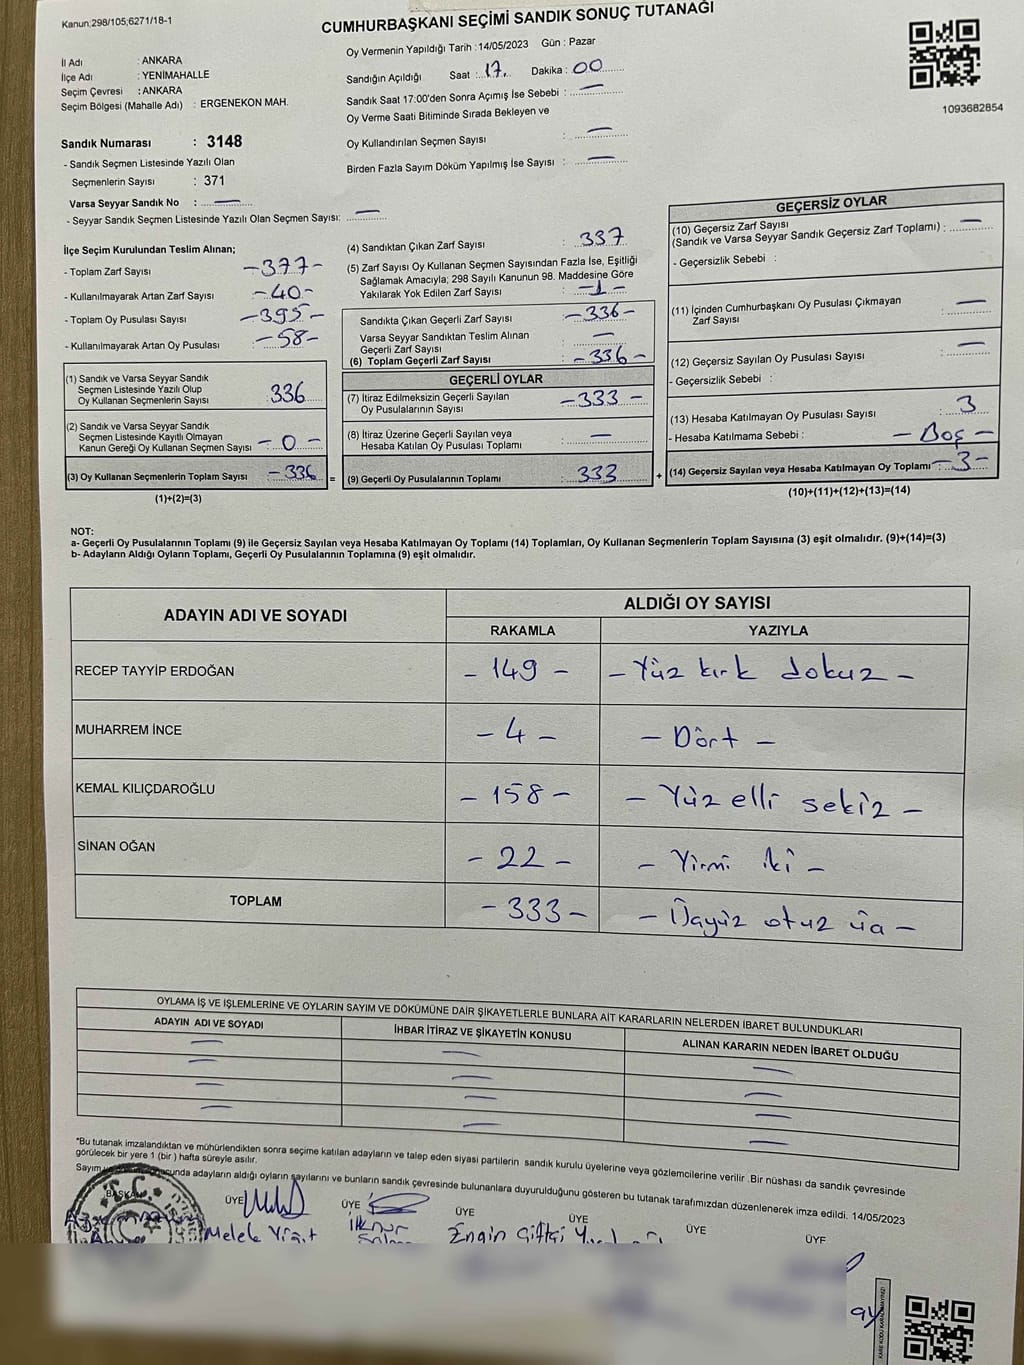 Kanun;298/105;6271/18-1
CUMHURBAŞKANI SEÇİMİ SANDIK SONUÇ TUTANAĞI
İl Adı : ANKARA
İlçe Adı : YENİMAHALLE
Seçim Çevresi : ANKARA
Seçim Bölgesi (Mahalle Adı) : ERGENEKON MAH.
Sandık Numarası : 3148
- Sandık Seçmen Listesinde Yazılı Olan
Seçmenlerin Sayısı : 371
Varsa Seyyar Sandık No : —
- Seyyar Sandık Seçmen Listesinde Yazılı Olan Seçmen Sayısı: —
Oy Vermenin Yapıldığı Tarih : 14/05/2023 Gün : Pazar
Sandığın Açıldığı Saat : 17. Dakika : 00
Sandık Saat 17:00'den Sonra Açımış İse Sebebi : —
Oy Verme Saati Bitiminde Sırada Bekleyen ve
Oy Kullandırılan Seçmen Sayısı : —
Birden Fazla Sayım Döküm Yapılmış İse Sayısı : —
1093682854
İlçe Seçim Kurulundan Teslim Alınan;
- Toplam Zarf Sayısı -377-
- Kullanılmayarak Artan Zarf Sayısı -40-
- Toplam Oy Pusulası Sayısı -395-
- Kullanılmayarak Artan Oy Pusulası -58-
(1) Sandık ve Varsa Seyyar Sandık
Seçmen Listesinde Yazılı Olup
Oy Kullanan Seçmenlerin Sayısı : 336
(2) Sandık ve Varsa Seyyar Sandık
Seçmen Listesinde Kayıtlı Olmayan
Kanun Gereği Oy Kullanan Seçmen Sayısı - 0 -
(3) Oy Kullanan Seçmenlerin Toplam Sayısı -336
(1)+(2)=(3)
=
(4) Sandıktan Çıkan Zarf Sayısı : 337
(5) Zarf Sayısı Oy Kullanan Seçmen Sayısından Fazla İse, Eşitliği
Sağlamak Amacıyla; 298 Sayılı Kanunun 98. Maddesine Göre
Yakılarak Yok Edilen Zarf Sayısı : -1-
Sandıkta Çıkan Geçerli Zarf Sayısı : -336-
Varsa Seyyar Sandıktan Teslim Alınan
Geçerli Zarf Sayısı : —
(6) Toplam Geçerli Zarf Sayısı : -336-
GEÇERLİ OYLAR
(7) İtiraz Edilmeksizin Geçerli Sayılan
Oy Pusulalarının Sayısı : -333-
(8) İtiraz Üzerine Geçerli Sayılan veya
Hesaba Katılan Oy Pusulası Toplamı : —
(9) Geçerli Oy Pusulalarının Toplamı : 333
+
GEÇERSİZ OYLAR
(10) Geçersiz Zarf Sayısı
(Sandık ve Varsa Seyyar Sandık Geçersiz Zarf Toplamı) : —
- Geçersizlik Sebebi :
(11) İçinden Cumhurbaşkanı Oy Pusulası Çıkmayan
Zarf Sayısı : —
(12) Geçersiz Sayılan Oy Pusulası Sayısı : —
- Geçersizlik Sebebi :
(13) Hesaba Katılmayan Oy Pusulası Sayısı : 3
- Hesaba Katılmama Sebebi : - Boş -
(14) Geçersiz Sayılan veya Hesaba Katılmayan Oy Toplamı : -3-
(10)+(11)+(12)+(13)=(14)
NOT:
a- Geçerli Oy Pusulalarının Toplamı (9) ile Geçersiz Sayılan veya Hesaba Katılmayan Oy Toplamı (14) Toplamları, Oy Kullanan Seçmenlerin Toplam Sayısına (3) eşit olmalıdır. (9)+(14)=(3)
b- Adayların Aldığı Oyların Toplamı, Geçerli Oy Pusulalarının Toplamına (9) eşit olmalıdır.
ADAYIN ADI VE SOYADI ALDIĞI OY SAYISI
RAKAMLA YAZIYLA
RECEP TAYYİP ERDOĞAN - 149 - - Yüz kırk dokuz -
MUHARREM İNCE - 4 - - Dört -
KEMAL KILIÇDAROĞLU - 158 - - Yüz elli sekiz -
SİNAN OĞAN - 22 - - Yirmi iki -
TOPLAM - 333 - - Üçyüz otuz üç -
OYLAMA İŞ VE İŞLEMLERİNE VE OYLARIN SAYIM VE DÖKÜMÜNE DAİR ŞİKAYETLERLE BUNLARA AİT KARARLARIN NELERDEN İBARET BULUNDUKLARI
ADAYIN ADI VE SOYADI İHBAR İTİRAZ VE ŞİKAYETİN KONUSU ALINAN KARARIN NEDEN İBARET OLDUĞU
— — —
— — —
— — —
— — —
*Bu tutanak imzalandıktan ve mühürlendikten sonra seçime katılan adayların ve talep eden siyasi partilerin sandık kurulu üyelerine veya gözlemcilerine verilir .Bir nüshası da sandık çevresinde
görülecek bir yere 1 (bir ) hafta süreyle asılır.
adayların aldığı oyların sayılarını ve bunların sandık çevresinde bulunanlara duyurulduğunu gösteren bu tutanak tarafımızdan düzenlenerek imza edildi. 14/05/2023
BAŞKAN ÜYE ÜYE ÜYE ÜYE ÜYE ÜYE
T.C.
Melek Yiğit İlknur Engin Çiftçi